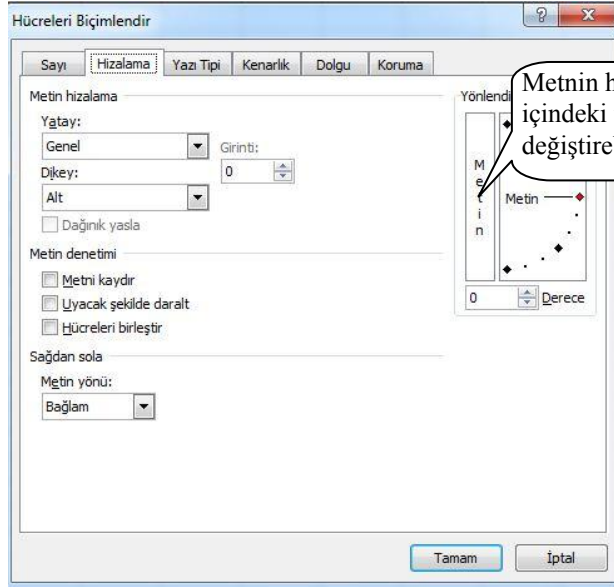 Hücreleri Biçimlendir
Sayı Hizalama Yazı Tipi Kenarlık Dolgu Koruma
Metin hizalama
Yatay:
Genel
Girinti:
Dikey:
0
Alt
Dağınık yasla
Metin denetimi
Metni kaydır
Uyacak şekilde daralt
Hücreleri birleştir
Sağdan sola
Metin yönü:
Bağlam
Metnin
içindeki
Metin
Metin
0 Derece
Tamam İptal